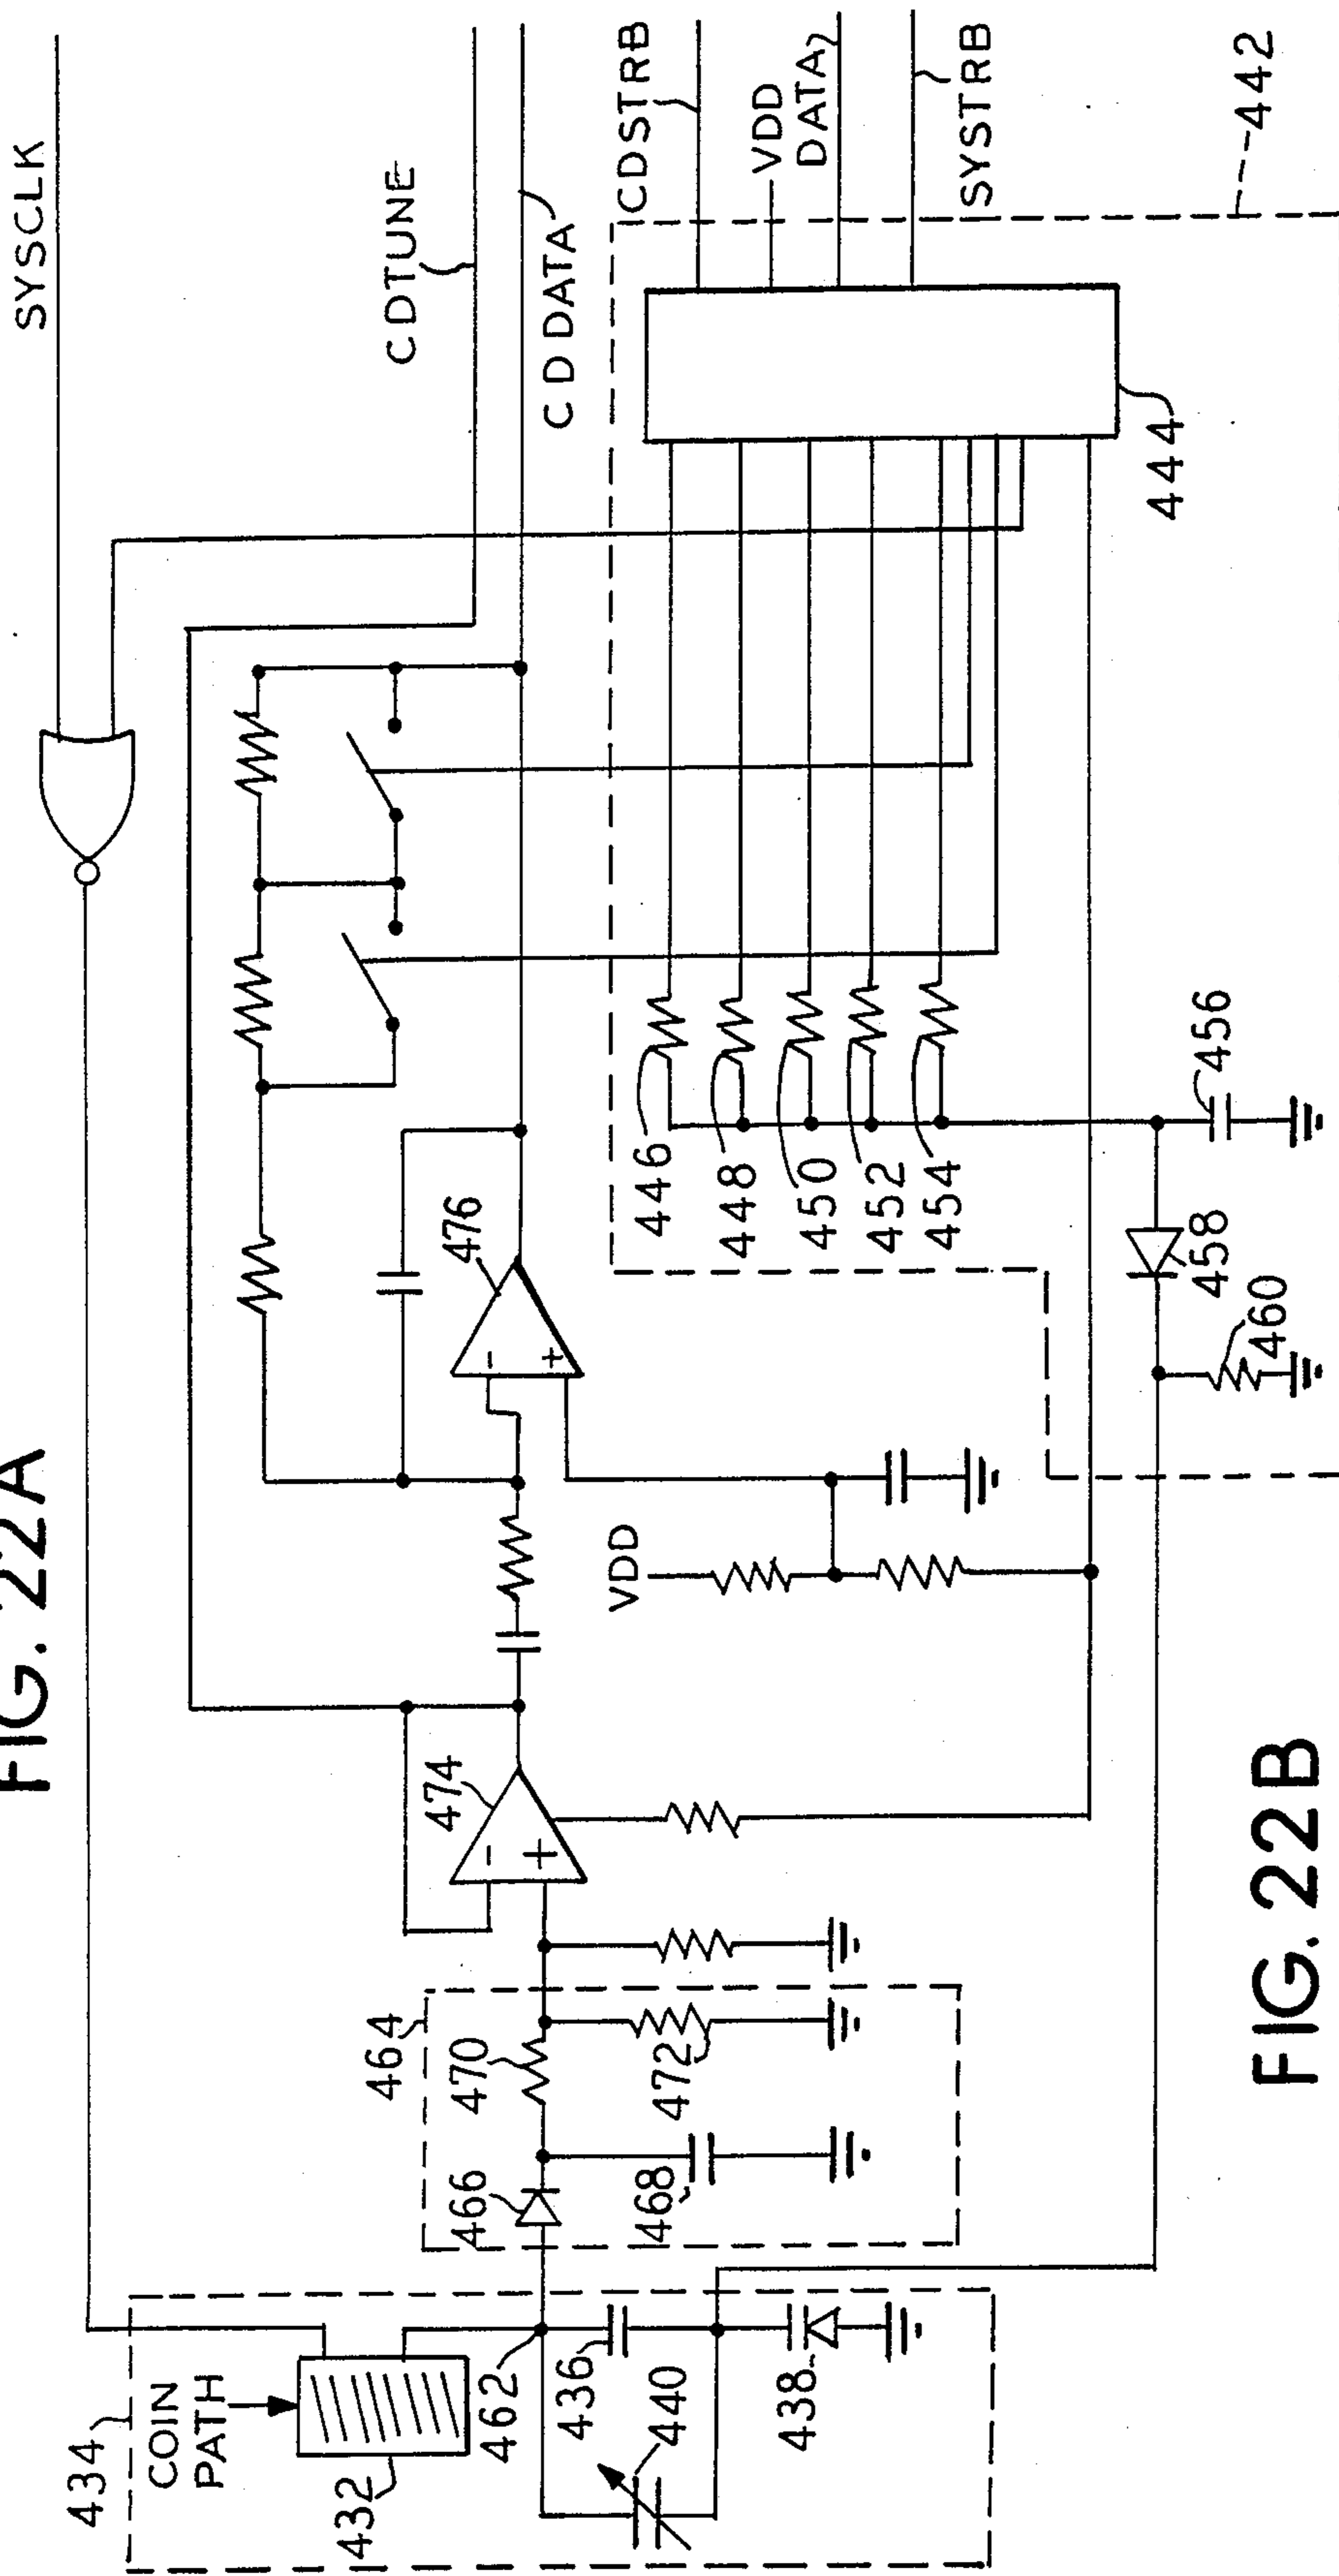 FIG. 22A
SYSCLK
CDTUNE
CDDATA
CDSTRB
VDD
DATA
SYSTRB
442
444
446
448
450
452
454
456
458
460
476
VDD
474
464
470
472
466
468
434
COIN
PATH
432
462
436
440
438
FIG. 22B